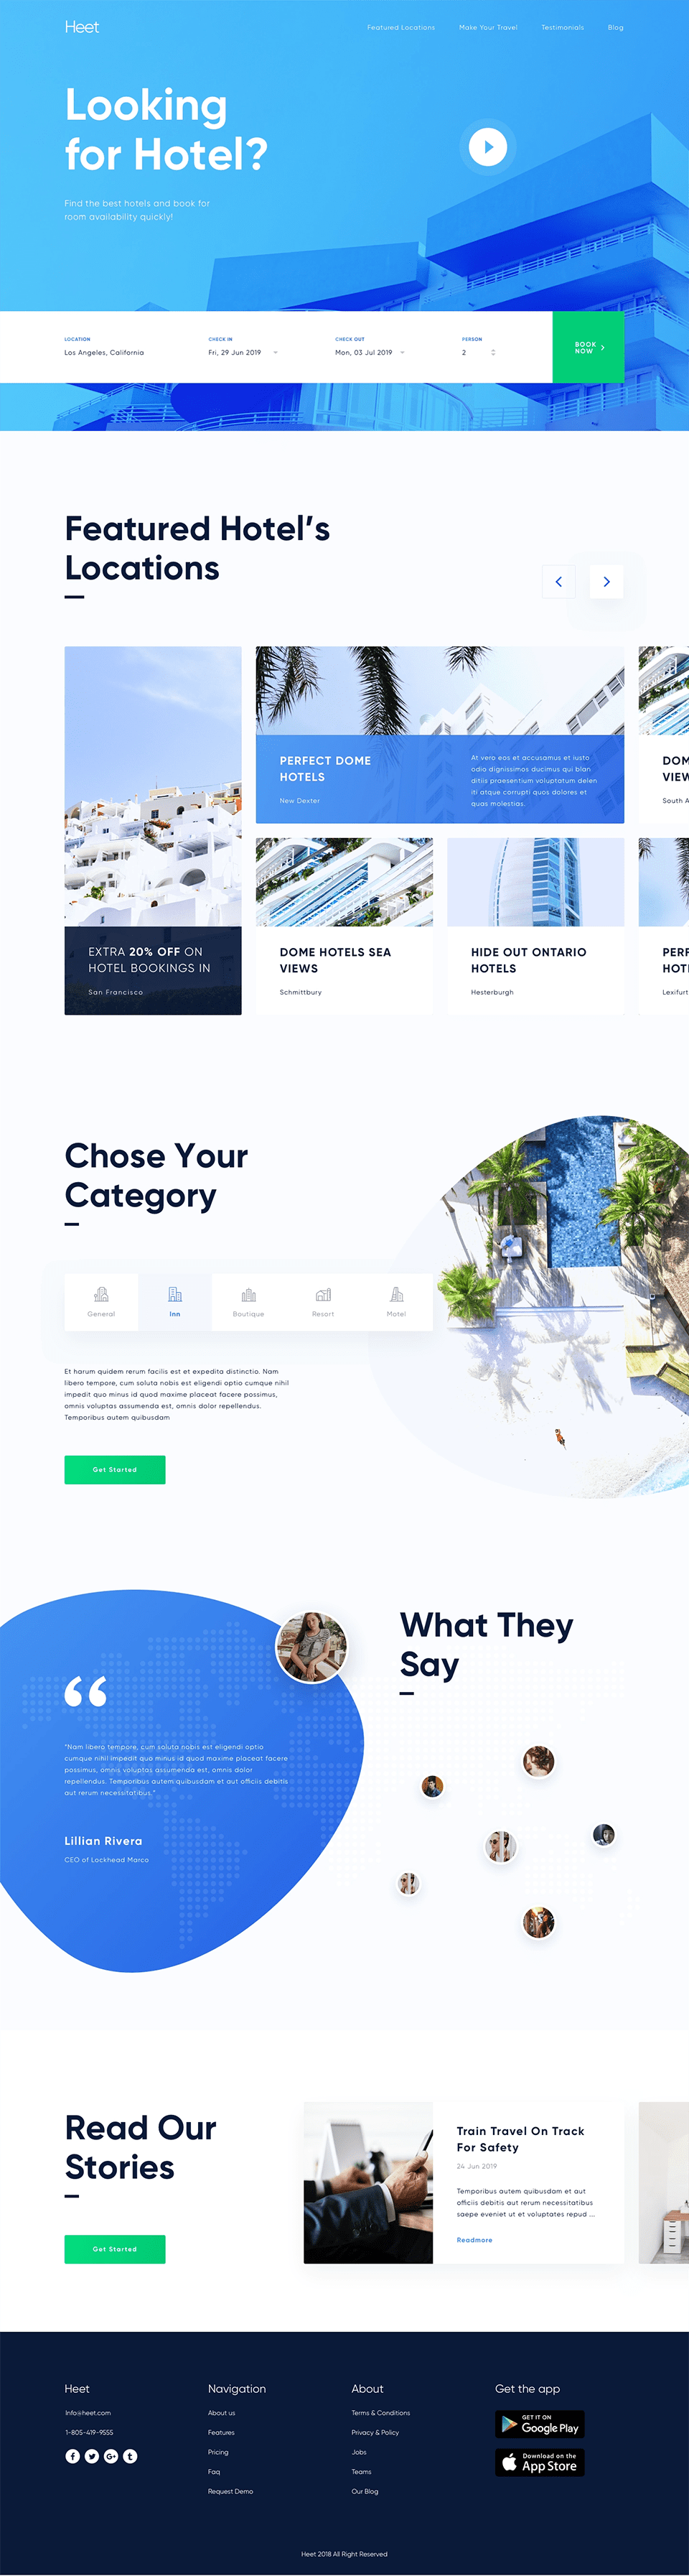 Heet
Featured Locations
Make Your Travel
Testimonials
Blog
Looking
for Hotel?
Find the best hotels and book for
room availability quickly!
LOCATION
Los Angeles, California
CHECK IN
Fri, 29 Jun 2019
CHECK OUT
Mon, 03 Jul 2019
PERSON
2
BOOK
NOW
Featured Hotel's
Locations
EXTRA 20% OFF ON
HOTEL BOOKINGS IN
San Francisco
PERFECT DOME
HOTELS
New Dexter
At vero eos et accusamus et iusto
odio dignissimos ducimus qui blan
ditiis praesentium voluptatum delen
iti atque corrupti quos dolores et
quas molestias.
DOM
VIEW
South A
DOME HOTELS SEA
VIEWS
Schmittbury
HIDE OUT ONTARIO
HOTELS
Hesterburgh
PERF
HOT
Lexifurt
Chose Your
Category
General
Inn
Boutique
Resort
Motel
Et harum quidem rerum facilis est et expedita distinctio. Nam
libero tempore, cum soluta nobis est eligendi optio cumque nihil
impedit quo minus id quod maxime placeat facere possimus,
omnis voluptas assumenda est, omnis dolor repellendus.
Temporibus autem quibusdam
Get Started
What They
Say
“
"Nam libero tempore, cum soluta nobis est eligendi optio
cumque nihil impedit quo minus id quod maxime placeat facere
possimus, omnis voluptas assumenda est, omnis dolor
repellendus. Temporibus autem quibusdam et aut officiis debitis
aut rerum necessitatibus."
Lillian Rivera
CEO of Lockhead Marco
Read Our
Stories
Get Started
Train Travel On Track
For Safety
24 Jun 2019
Temporibus autem quibusdam et aut
officiis debitis aut rerum necessitatibus
saepe eveniet ut et voluptates repud ...
Readmore
Heet
Info@heet.com
1-805-419-9555
Navigation
About us
Features
Pricing
Faq
Request Demo
About
Terms & Conditions
Privacy & Policy
Jobs
Teams
Our Blog
Get the app
GET IT ON
Google Play
Download on the
App Store
Heet 2018 All Right Reserved